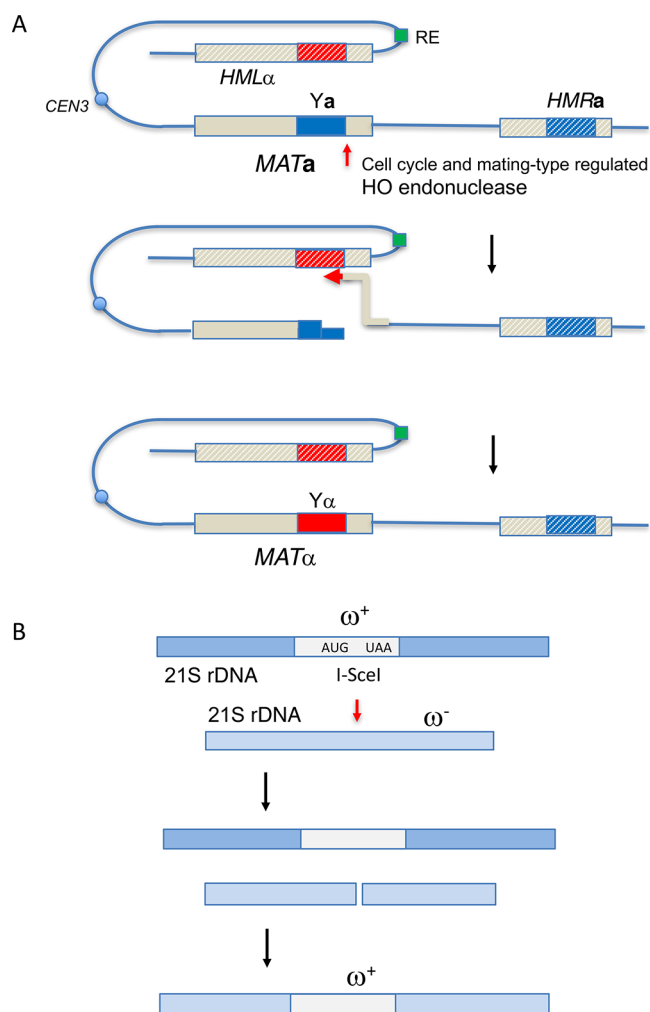 A
RE
HMLα
CEN3
Ya
HMRa
MATa
Cell cycle and mating-type regulated
HO endonuclease
Yα
MATα
B
ω+
AUG UAA
21S rDNA I-SceI
21S rDNA ω-
ω+